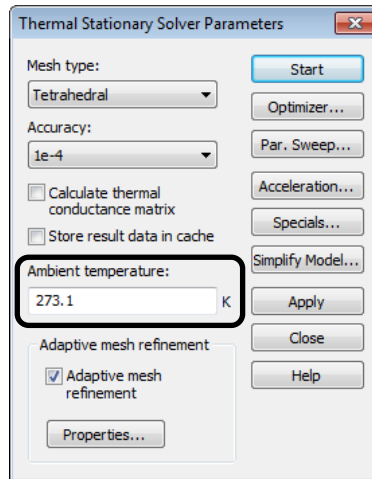 Thermal Stationary Solver Parameters
Mesh type:
Tetrahedral
Accuracy:
1e-4
Calculate thermal
conductance matrix
Store result data in cache
Ambient temperature:
273.1 K
Adaptive mesh refinement
Adaptive mesh
refinement
Properties...
Start
Optimizer...
Par. Sweep...
Acceleration...
Specials...
Simplify Model...
Apply
Close
Help